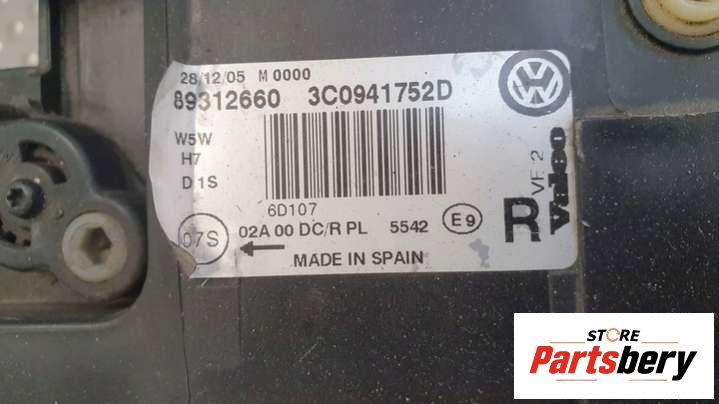 28/12/05 M 0000
89312660 3C0941752D
W5W
H7
D1S
6D107
07S
02A 00 DC/R PL 5542 E9
MADE IN SPAIN
R
VF 2
Valeo
STORE
Partsbery